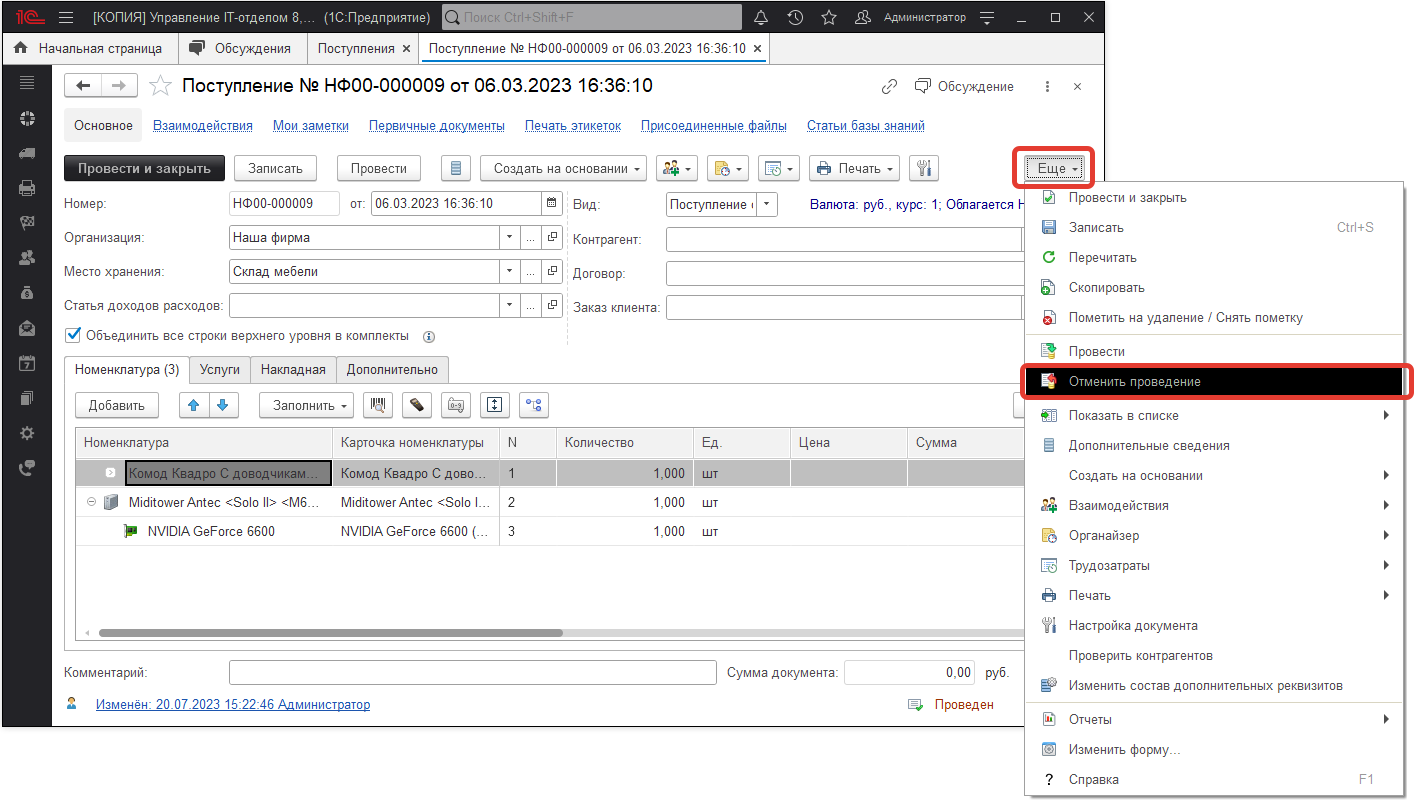 1С [КОПИЯ] Управление IT-отделом 8,... (1С:Предприятие) Поиск Ctrl+Shift+F Администратор
Начальная страница Обсуждения Поступления × Поступление № НФ00-000009 от 06.03.2023 16:36:10 ×
Поступление № НФ00-000009 от 06.03.2023 16:36:10 Обсуждение
Основное Взаимодействия Мои заметки Первичные документы Печать этикеток Присоединенные файлы Статьи базы знаний
Провести и закрыть Записать Провести Создать на основании Печать Еще
Номер: НФ00-000009 от: 06.03.2023 16:36:10 Вид: Поступление Валюта: руб., курс: 1; Облагается Н
Организация: Наша фирма ... Контрагент:
Место хранения: Склад мебели ... Договор:
Статья доходов расходов: ... Заказ клиента:
Объединить все строки верхнего уровня в комплекты
Номенклатура (3) Услуги Накладная Дополнительно
Добавить Заполнить
Номенклатура Карточка номенклатуры N Количество Ед. Цена Сумма
Комод Квадро С доводчикам... Комод Квадро С дово... 1 1,000 шт
Miditower Antec <Solo II> <M6... Miditower Antec <Solo I... 2 1,000 шт
NVIDIA GeForce 6600 NVIDIA GeForce 6600 (... 3 1,000 шт
Комментарий: Сумма документа: 0,00 руб.
Изменён: 20.07.2023 15:22:46 Администратор Проведен
Провести и закрыть
Записать Ctrl+S
Перечитать
Скопировать
Пометить на удаление / Снять пометку
Провести
Отменить проведение
Показать в списке
Дополнительные сведения
Создать на основании
Взаимодействия
Органайзер
Трудозатраты
Печать
Настройка документа
Проверить контрагентов
Изменить состав дополнительных реквизитов
Отчеты
Изменить форму...
? Справка F1